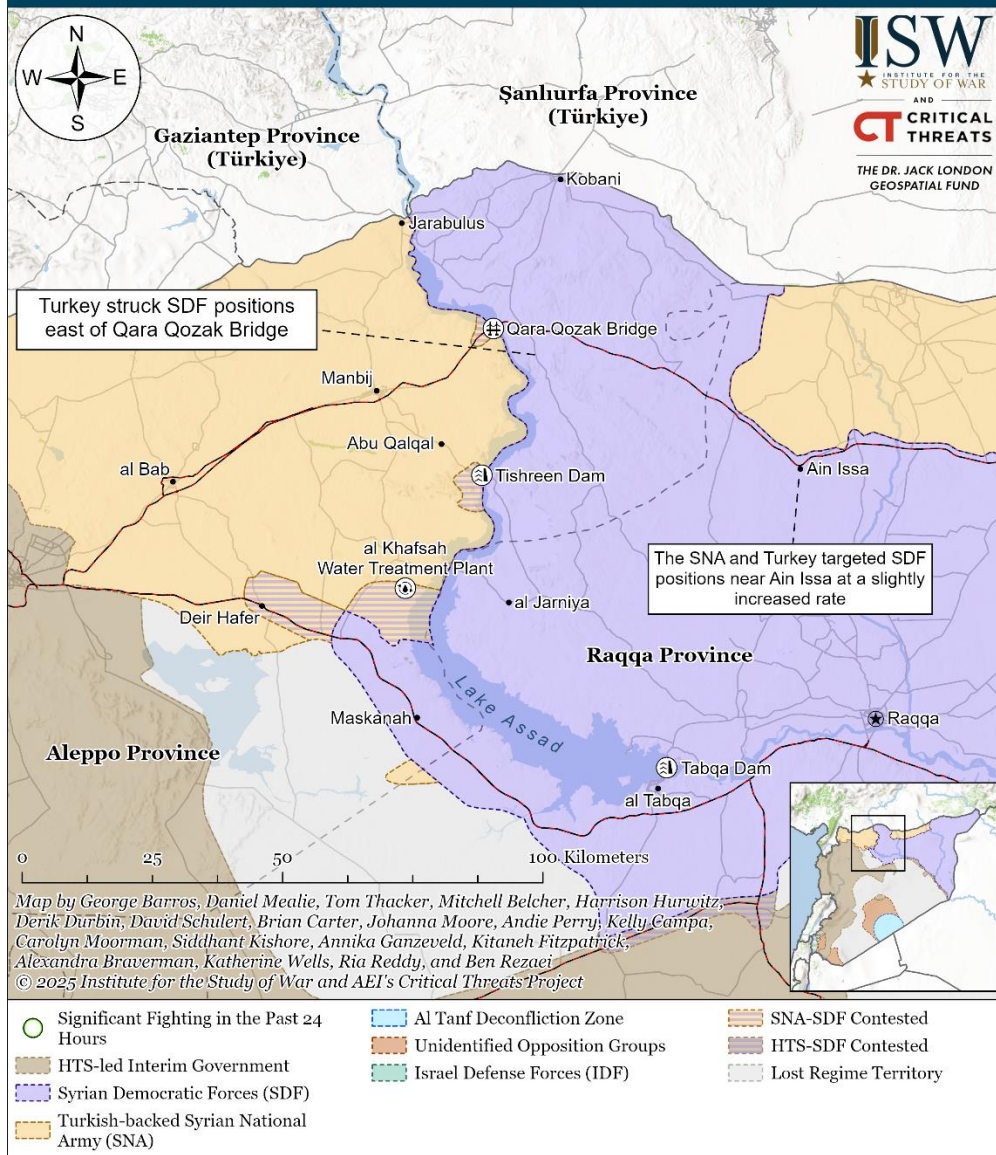 N
W
E
S
ISW
INSTITUTE FOR THE
STUDY OF WAR
AND
CT CRITICAL
THREATS
THE DR. JACK LONDON
GEOSPATIAL FUND
Şanlıurfa Province
(Türkiye)
Gaziantep Province
(Türkiye)
Kobani
Jarabulus
Turkey struck SDF positions
east of Qara Qozak Bridge
Qara Qozak Bridge
Manbij
Abu Qalqal
al Bab
Tishreen Dam
Ain Issa
al Khafsah
Water Treatment Plant
The SNA and Turkey targeted SDF
positions near Ain Issa at a slightly
increased rate
Deir Hafer
al Jarniya
Raqqa Province
Lake Assad
Maskanah
Raqqa
Aleppo Province
Tabqa Dam
al Tabqa
0 25 50 100 Kilometers
Map by George Barros, Daniel Mealie, Tom Thacker, Mitchell Belcher, Harrison Hurwitz,
Derik Durbin, David Schulert, Brian Carter, Johanna Moore, Andie Perry, Kelly Campa,
Carolyn Moorman, Siddhant Kishore, Annika Ganzeveld, Kitaneh Fitzpatrick,
Alexandra Braverman, Katherine Wells, Ria Reddy, and Ben Rezaei
© 2025 Institute for the Study of War and AEI's Critical Threats Project
Significant Fighting in the Past 24
Hours
HTS-led Interim Government
Syrian Democratic Forces (SDF)
Turkish-backed Syrian National
Army (SNA)
Al Tanf Deconfliction Zone
Unidentified Opposition Groups
Israel Defense Forces (IDF)
SNA-SDF Contested
HTS-SDF Contested
Lost Regime Territory